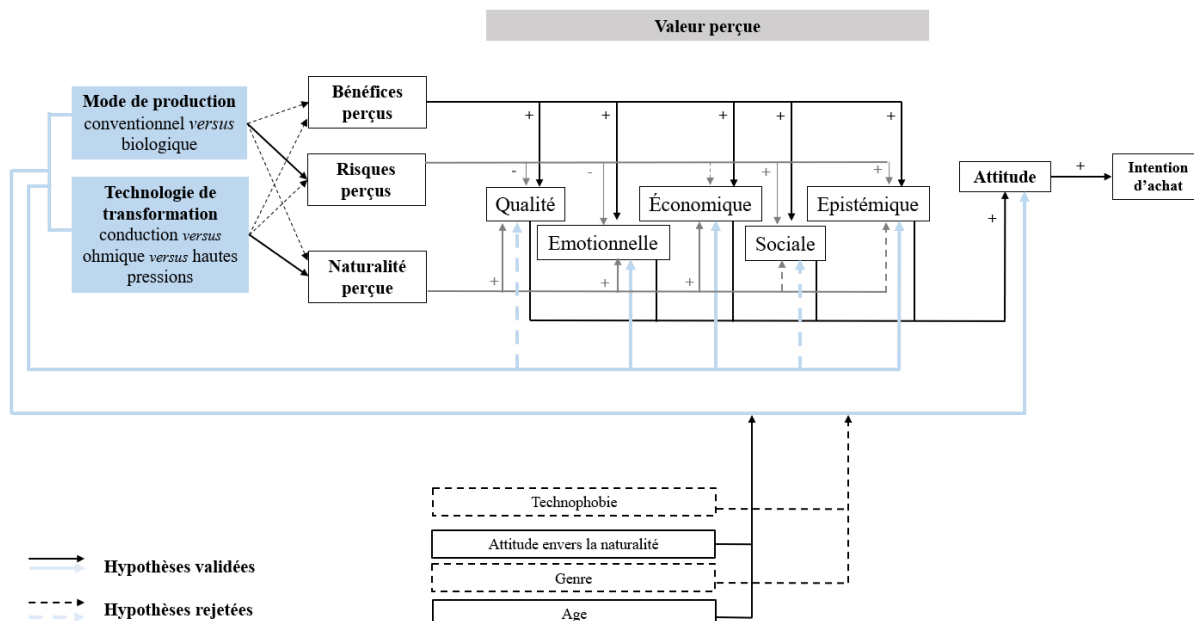 Valeur perçue
Mode de production
conventionnel versus
biologique
Technologie de
transformation
conduction versus
ohmique versus hautes
pressions
Bénéfices
perçus
Risques
perçus
Naturalité
perçue
+
+
+
+
+
-
-
+
+
Qualité
Économique
Epistémique
Emotionnelle
Sociale
+
+
+
Attitude
+
Intention
d'achat
+
Technophobie
Attitude envers la naturalité
Genre
Age
Hypothèses validées
Hypothèses rejetées